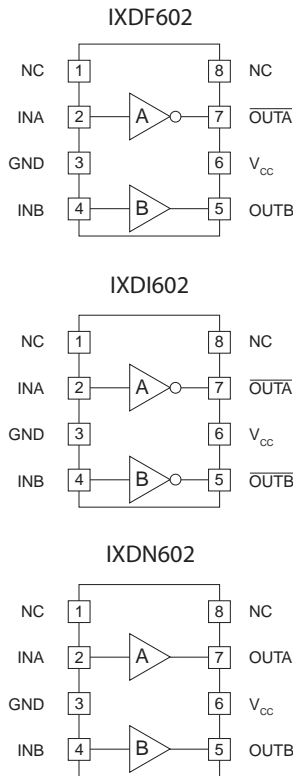 IXDF602
NC 1 8 NC
INA 2 A 7 OUTA
GND 3 6 VCC
INB 4 B 5 OUTB
IXDI602
NC 1 8 NC
INA 2 A 7 OUTA
GND 3 6 VCC
INB 4 B 5 OUTB
IXDN602
NC 1 8 NC
INA 2 A 7 OUTA
GND 3 6 VCC
INB 4 B 5 OUTB